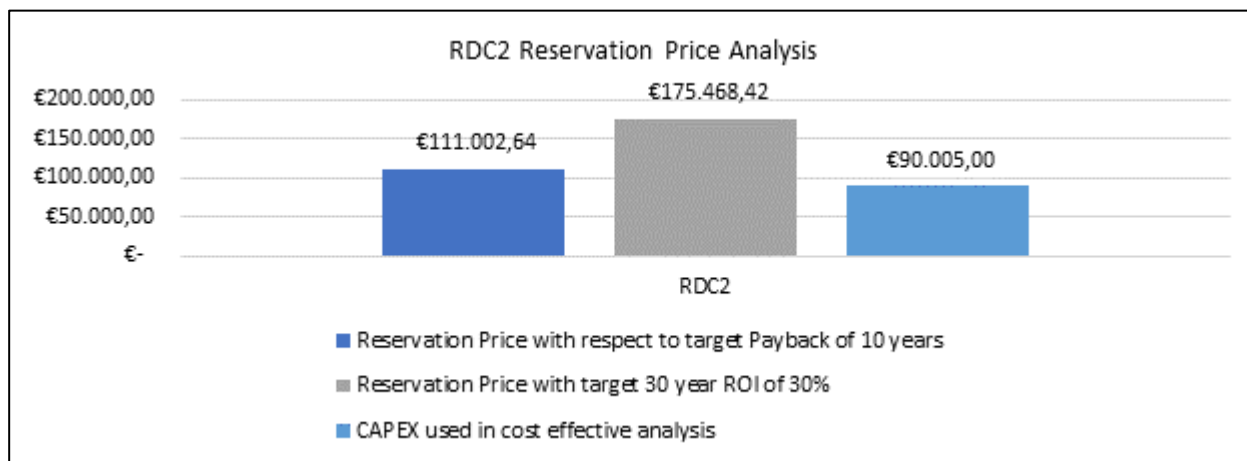 RDC2 Reservation Price Analysis
€200.000,00
€175.468,42
€150.000,00
€111.002,64
€90.005,00
€100.000,00
€50.000,00
€-
RDC2
Reservation Price with respect to target Payback of 10 years
Reservation Price with target 30 year ROI of 30%
CAPEX used in cost effective analysis